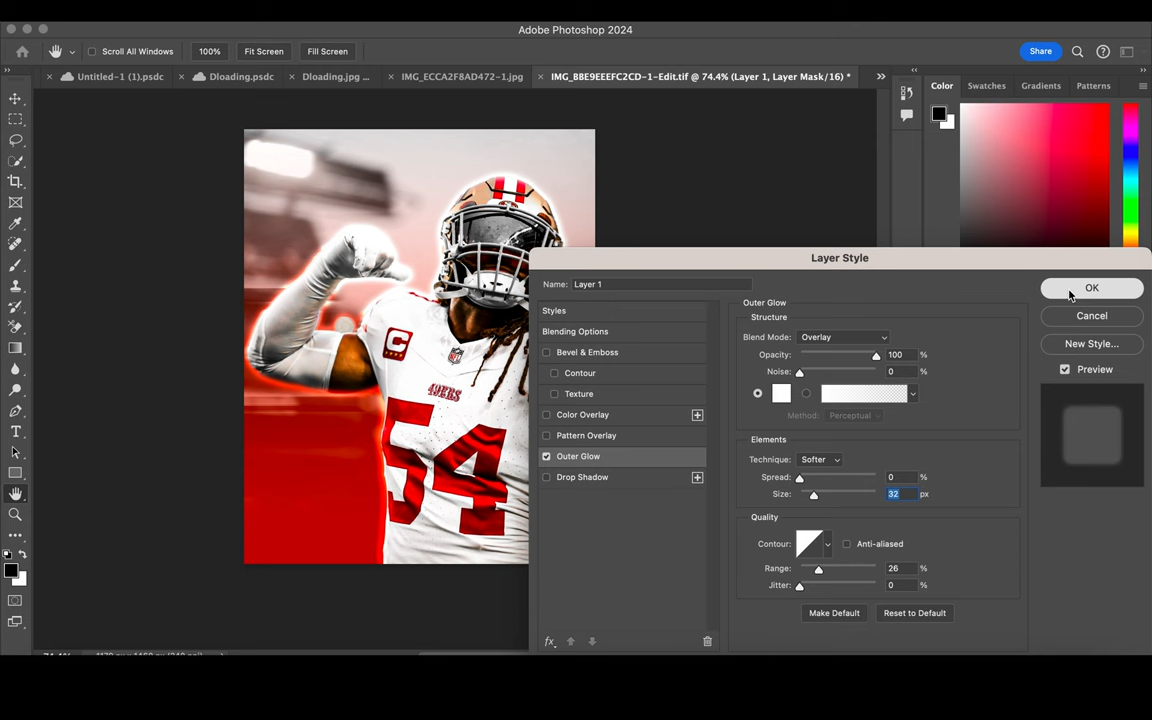 Adobe Photoshop 2024
Scroll All Windows 100% Fit Screen Fill Screen Share
Untitled-1 (1).psdc Dloading.psdc Dloading.jpg ... IMG_ECCA2F8AD472-1.jpg IMG_BBE9EEEFC2CD-1-Edit.tif @ 74.4% (Layer 1, Layer Mask/16) *
Color Swatches Gradients Patterns
Layer Style
Name: Layer 1
OK
Styles
Outer Glow
Structure
Cancel
Blending Options
Blend Mode: Overlay
New Style...
Bevel & Emboss
Opacity: 100 %
Contour
Noise: 0 %
Preview
Texture
Color Overlay
Method: Perceptual
Pattern Overlay
Elements
Outer Glow
Technique: Softer
Drop Shadow
Spread: 0 %
Size: 32 px
Quality
Contour: Anti-aliased
Range: 26 %
Jitter: 0 %
Make Default Reset to Default
fx
C
NFL
49ERS
54